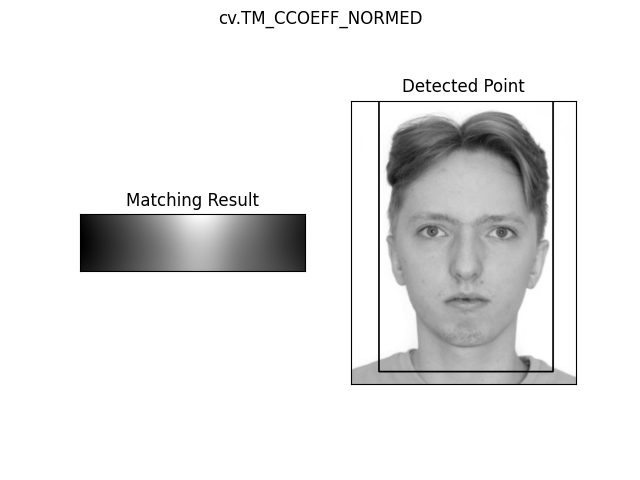 cv.TM_CCOEFF_NORMED
Matching Result
Detected Point